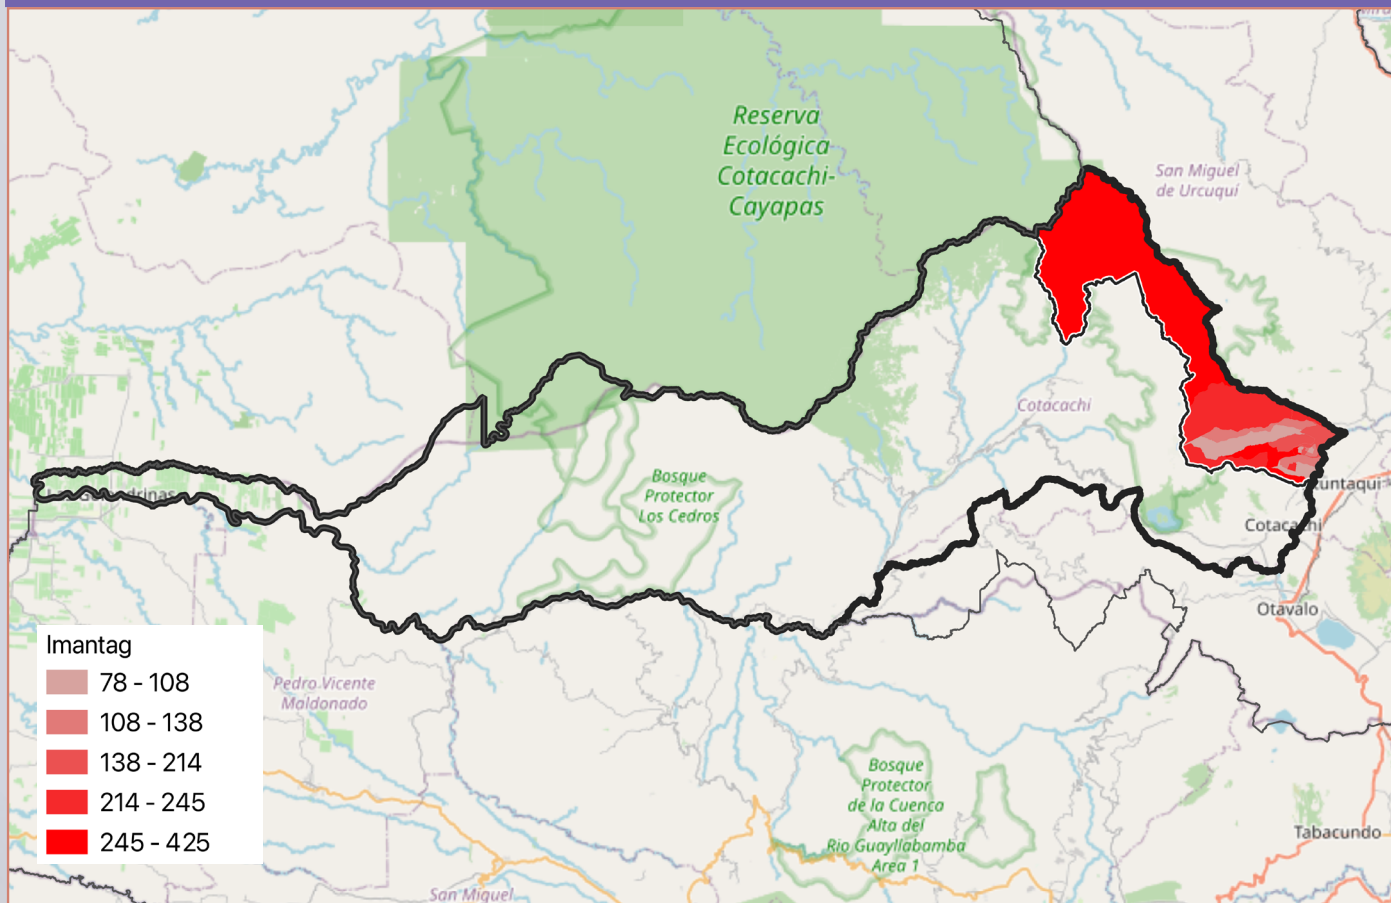 Reserva
Ecológica
Cotacachi-
Cayapas
San Miguel
de Urcuquí
Cotacachi
Bosque
Protector
Los Cedros
Cotacachi
Otavalo
Pedro Vicente
Maldonado
Bosque
Protector
de la Cuenca
Alta del
Rio Guayllabamba
Area 1
Tabacundo
San Miguel
Imantag
78 - 108
108 - 138
138 - 214
214 - 245
245 - 425